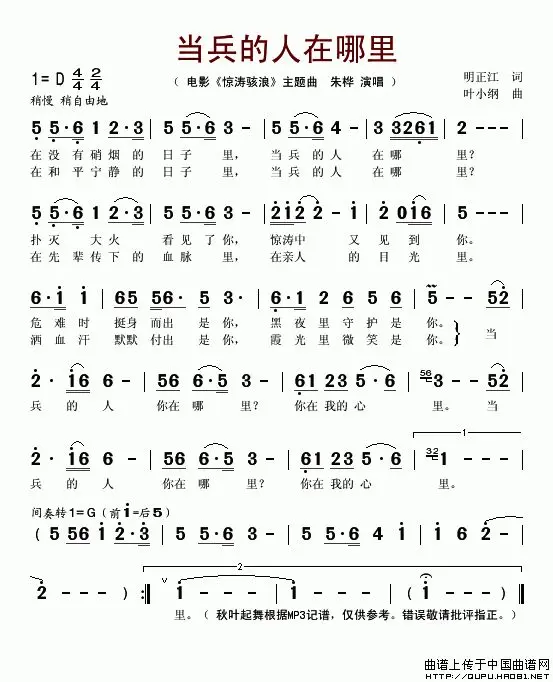 当兵的人在哪里
1=D 4/4 2/4
（ 电影《惊涛骇浪》主题曲 朱桦 演唱 ）
明正江 词
稍慢 稍自由地
叶小纲 曲
5 5·6 1 2·3 | 5 5·6 5 - | 5 5 5·6 | 3 3261 | 2 - - - |
在没有硝烟的日子 里， 当兵的人 在哪 里？
在和平宁静的日子 里， 当兵的人 在哪 里？
5 5·6 1 2·3 | 5 5·6 3 - | 212 2 - 1 | 2 016 5 - |
扑灭 大火 看见了你， 惊涛中 又见到 你。
在先辈传下的血脉 里， 在亲人 的目光 里。
6·1 1 | 65 56· 5 3· | 6·1 2 6 5 6 | 5 - - 52 |
危难时 挺身而出 是你， 黑夜里守护是 你。 当
洒血汗 默默付出 是你， 霞光里微笑是 你。
2· 16 6 - | 56 6·5 3 - | 61 23 5·6 | 56 3 - 52 |
兵的人 你在哪里？ 你在我的心 里。当
2· 16 6 - | 56 6·5 3 - | 61 23 5·6 | 32 1 - - |
兵的人 你在哪里？ 你在我的心 里。
1
间奏转1=G（前1=后5）
( 5 556 1 2·3 | 5 5·6 5 - | 4 5 4 5 | 1 6 2 - |
2
2 - - ) :| 1 - - - | 1 - - - | ( 1 - - ) |
里。（ 秋叶起舞根据MP3记谱，仅供参考。错误敬请批评指正。）
曲谱上传于中国曲谱网
HTTP://QUPU.HAO81.NET